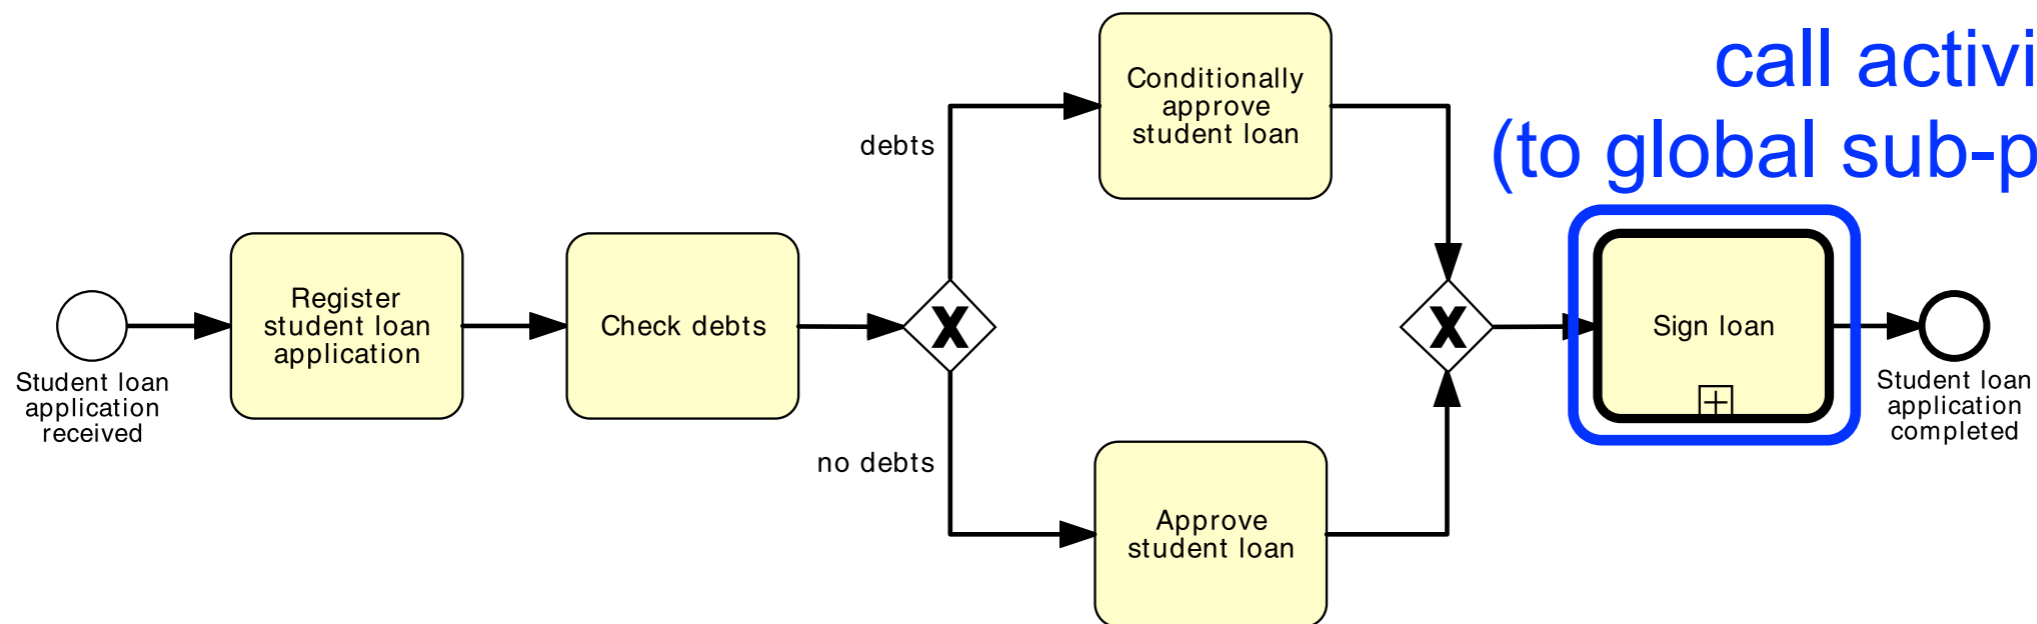 call activi
(to global sub-p
Student loan
application
received
Register
student loan
application
Check debts
debts
no debts
Conditionally
approve
student loan
Approve
student loan
X
X
Sign loan
Student loan
application
completed